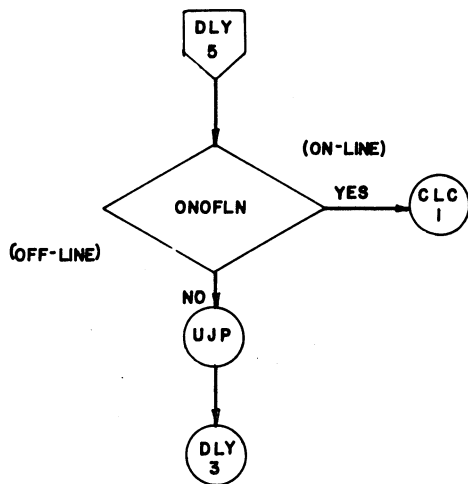 DLY
5
(ON-LINE)
ONOFLN
YES
CLC
1
(OFF-LINE)
NO
UJP
DLY
3